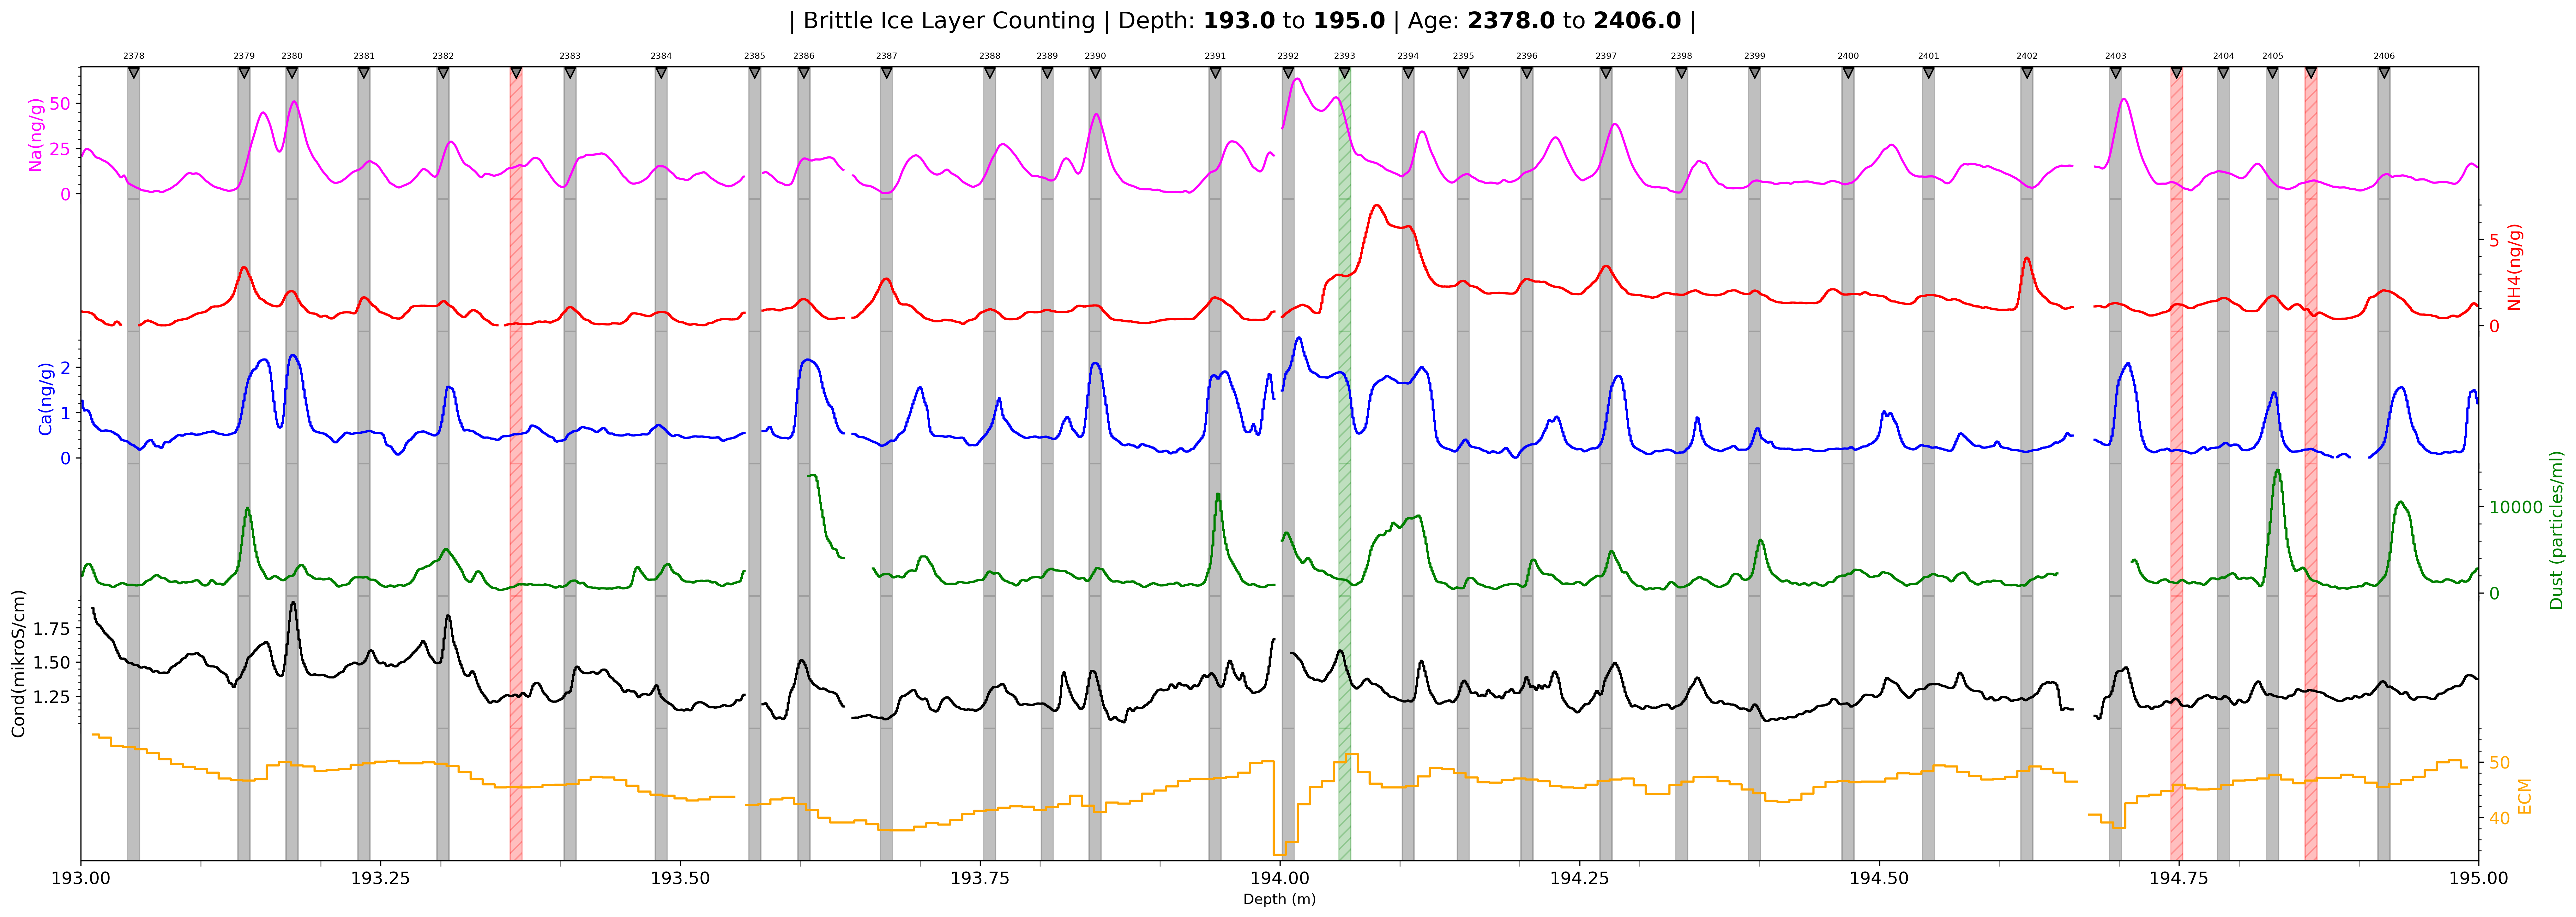 | Brittle Ice Layer Counting | Depth: 193.0 to 195.0 | Age: 2378.0 to 2406.0 |
2378 2379 2380 2381 2382 2383 2384 2385 2386 2387 2388 2389 2390 2391 2392 2393 2394 2395 2396 2397 2398 2399 2400 2401 2402 2403 2404 2405 2406
Na(ng/g)
50
25
0
NH4(ng/g)
5
0
Ca(ng/g)
2
1
0
Dust (particles/ml)
10000
0
Cond(mikroS/cm)
1.75
1.50
1.25
ECM
50
40
193.00 193.25 193.50 193.75 194.00 194.25 194.50 194.75 195.00
Depth (m)